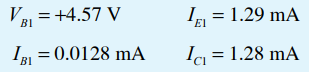 V_B1 = +4.57 V I_E1 = 1.29 mA
I_B1 = 0.0128 mA I_C1 = 1.28 mA